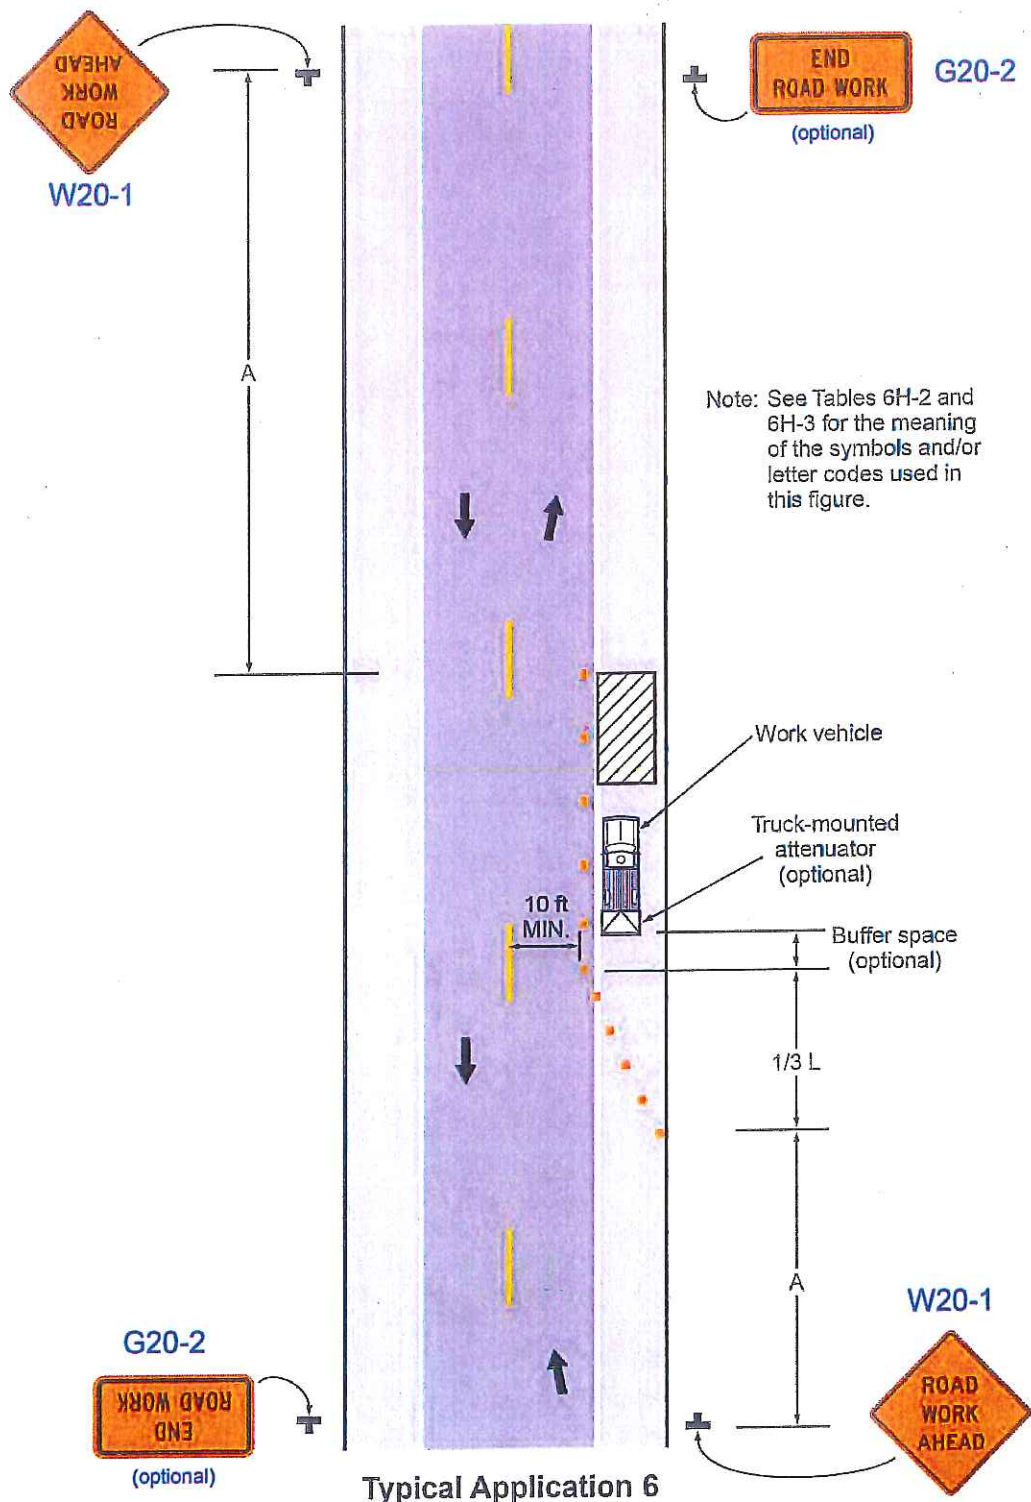 ROAD
WORK
AHEAD
W20-1
END
ROAD WORK
(optional)
G20-2
A
Note: See Tables 6H-2 and
6H-3 for the meaning
of the symbols and/or
letter codes used in
this figure.
Work vehicle
Truck-mounted
attenuator
(optional)
10 ft
MIN.
Buffer space
(optional)
1/3 L
A
W20-1
ROAD
WORK
AHEAD
G20-2
END
ROAD WORK
(optional)
Typical Application 6